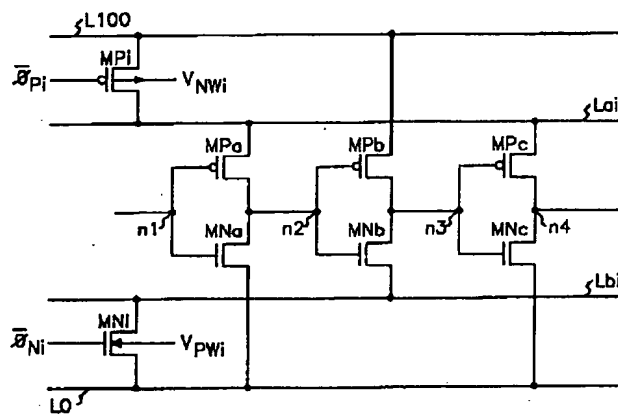 L100
MPi
φ̄Pi
VNWi
Lai
MPa
MPb
MPc
n1
n2
n3
n4
MNa
MNb
MNc
Lbi
MNi
φ̄Ni
VPWi
L0